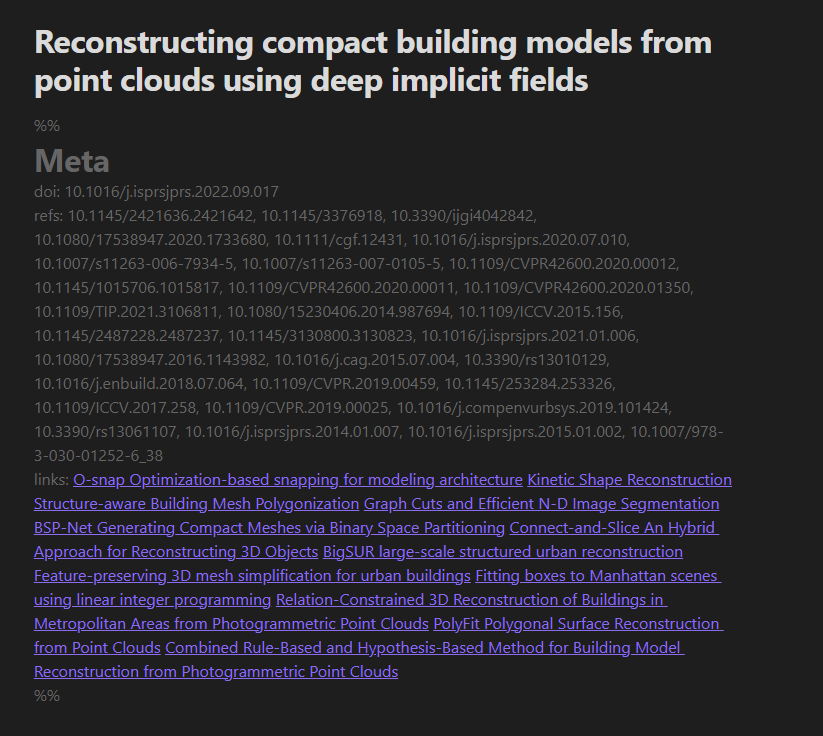 Reconstructing compact building models from
point clouds using deep implicit fields
%%
Meta
doi: 10.1016/j.isprsjprs.2022.09.017
refs: 10.1145/2421636.2421642, 10.1145/3376918, 10.3390/ijgi4042842,
10.1080/17538947.2020.1733680, 10.1111/cgf.12431, 10.1016/j.isprsjprs.2020.07.010,
10.1007/s11263-006-7934-5, 10.1007/s11263-007-0105-5, 10.1109/CVPR42600.2020.00012,
10.1145/1015706.1015817, 10.1109/CVPR42600.2020.00011, 10.1109/CVPR42600.2020.01350,
10.1109/TIP.2021.3106811, 10.1080/15230406.2014.987694, 10.1109/ICCV.2015.156,
10.1145/2487228.2487237, 10.1145/3130800.3130823, 10.1016/j.isprsjprs.2021.01.006,
10.1080/17538947.2016.1143982, 10.1016/j.cag.2015.07.004, 10.3390/rs13010129,
10.1016/j.enbuild.2018.07.064, 10.1109/CVPR.2019.00459, 10.1145/253284.253326,
10.1109/ICCV.2017.258, 10.1109/CVPR.2019.00025, 10.1016/j.compenvurbsys.2019.101424,
10.3390/rs13061107, 10.1016/j.isprsjprs.2014.01.007, 10.1016/j.isprsjprs.2015.01.002, 10.1007/978-
3-030-01252-6_38
links: O-snap Optimization-based snapping for modeling architecture Kinetic Shape Reconstruction
Structure-aware Building Mesh Polygonization Graph Cuts and Efficient N-D Image Segmentation
BSP-Net Generating Compact Meshes via Binary Space Partitioning Connect-and-Slice An Hybrid
Approach for Reconstructing 3D Objects BigSUR large-scale structured urban reconstruction
Feature-preserving 3D mesh simplification for urban buildings Fitting boxes to Manhattan scenes
using linear integer programming Relation-Constrained 3D Reconstruction of Buildings in
Metropolitan Areas from Photogrammetric Point Clouds PolyFit Polygonal Surface Reconstruction
from Point Clouds Combined Rule-Based and Hypothesis-Based Method for Building Model
Reconstruction from Photogrammetric Point Clouds
%%